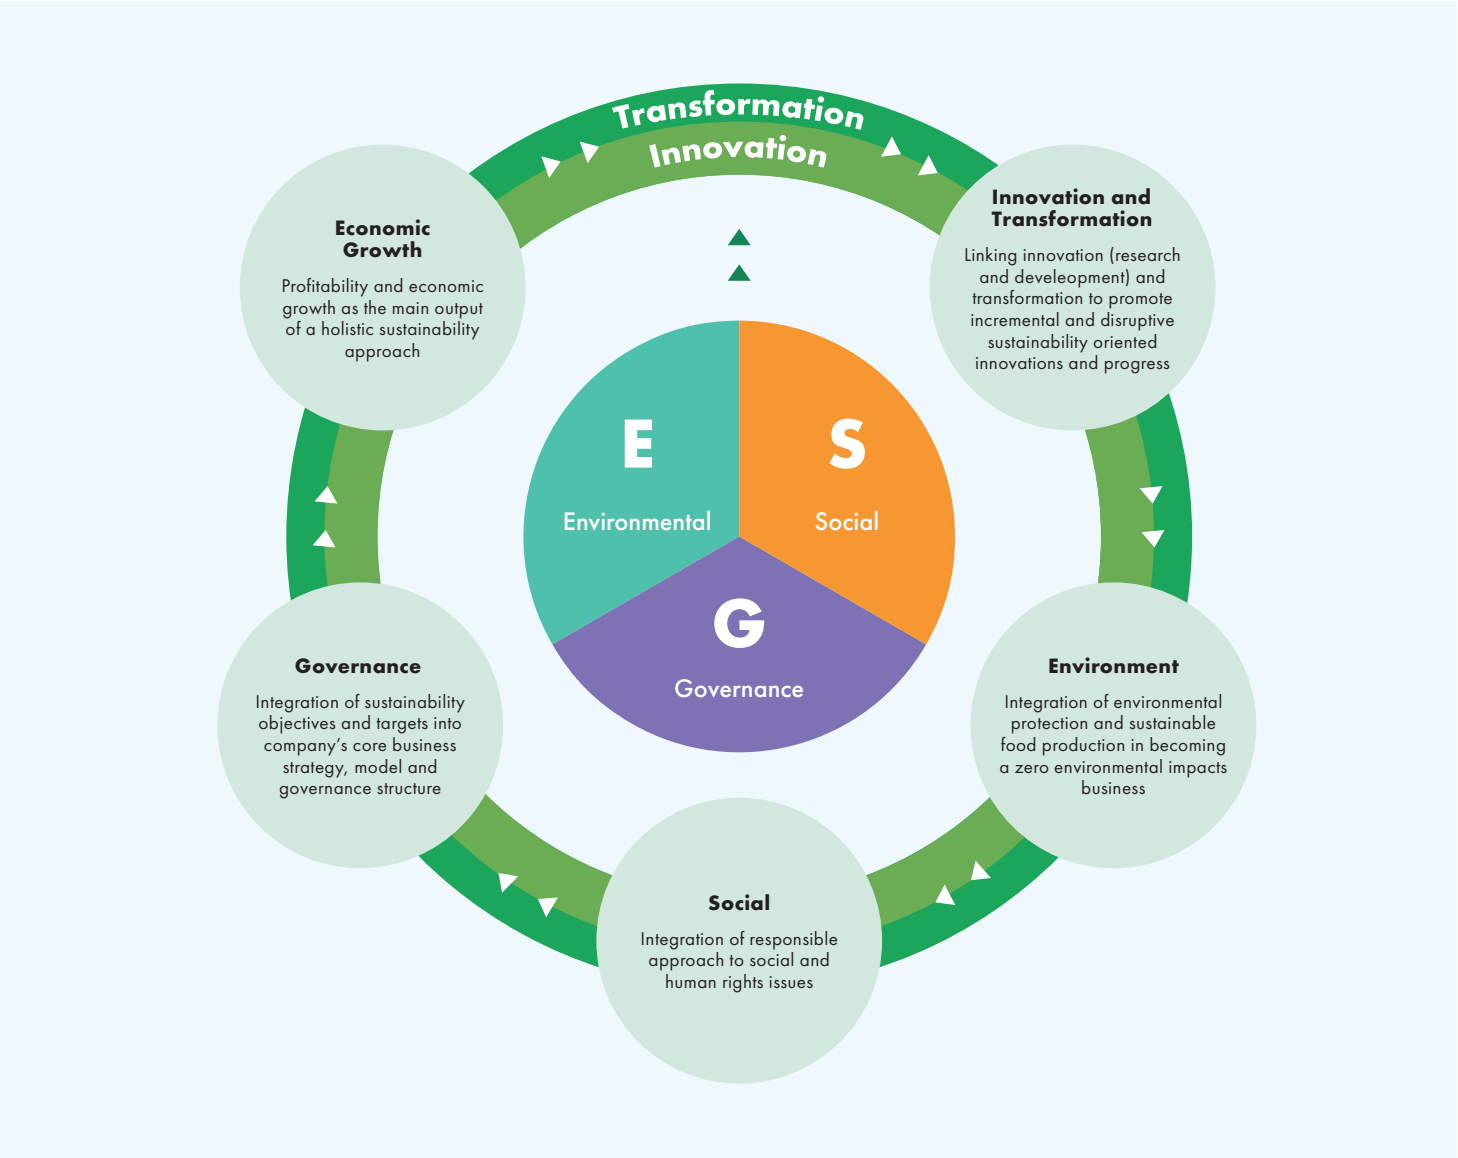 Transformation
Innovation
Economic
Growth
Profitability and economic
growth as the main output
of a holistic sustainability
approach
Innovation and
Transformation
Linking innovation (research
and develeopment) and
transformation to promote
incremental and disruptive
sustainability oriented
innovations and progress
E
Environmental
S
Social
G
Governance
Governance
Integration of sustainability
objectives and targets into
company’s core business
strategy, model and
governance structure
Environment
Integration of environmental
protection and sustainable
food production in becoming
a zero environmental impacts
business
Social
Integration of responsible
approach to social and
human rights issues